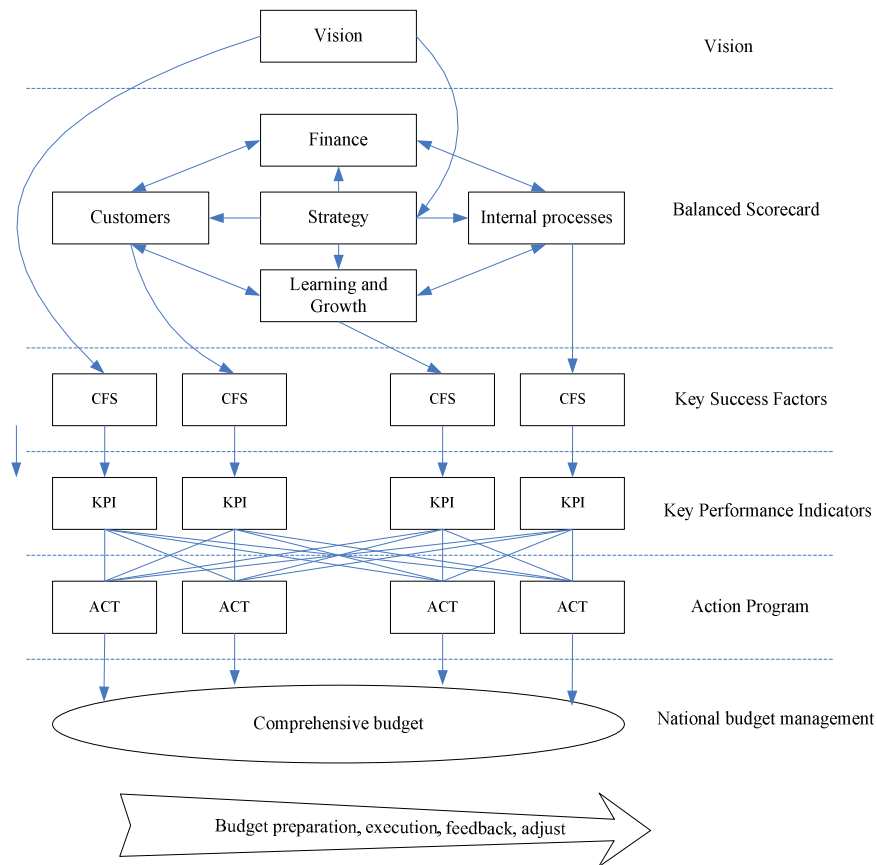 Vision
Vision
Finance
Customers
Strategy
Internal processes
Balanced Scorecard
Learning and
Growth
CFS
CFS
CFS
CFS
Key Success Factors
KPI
KPI
KPI
KPI
Key Performance Indicators
ACT
ACT
ACT
ACT
Action Program
Comprehensive budget
National budget management
Budget preparation, execution, feedback, adjust